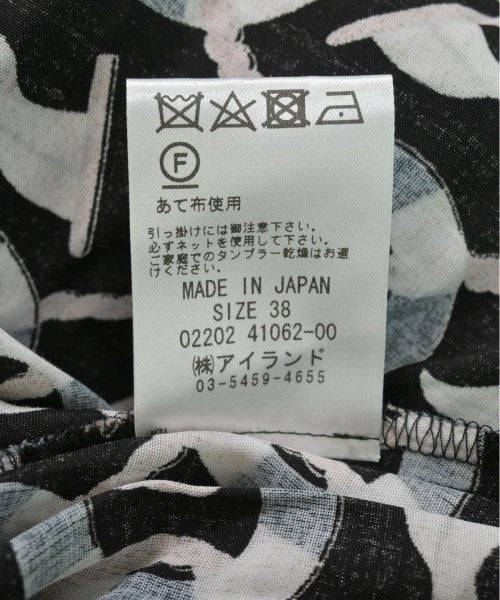 F
あて布使用
引っ掛けには御注意下さい。
必ずネットを使用して下さい。
ご家庭でのタンブラー乾燥はお避
けください。
MADE IN JAPAN
SIZE 38
02202 41062-00
㈱アイランド
03-5459-4655